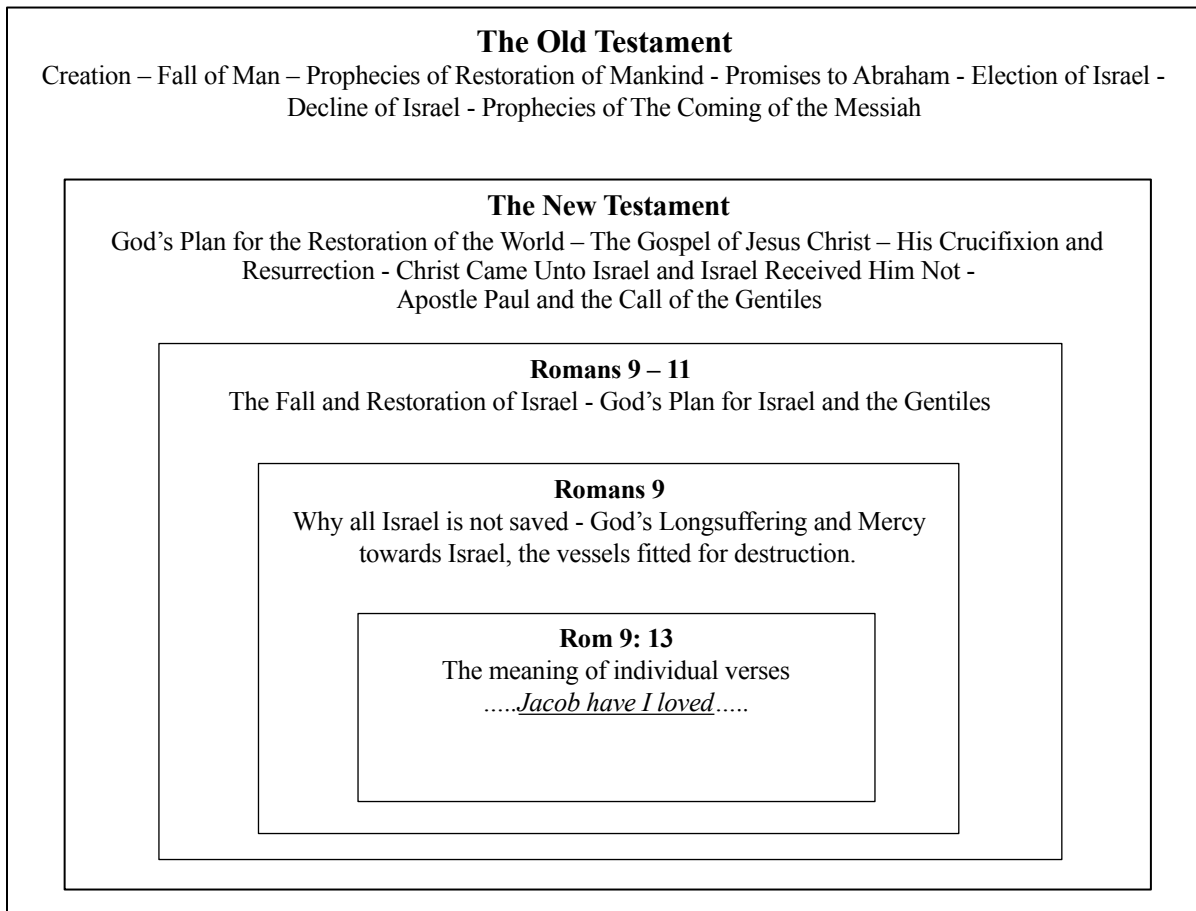 The Old Testament
Creation – Fall of Man – Prophecies of Restoration of Mankind - Promises to Abraham - Election of Israel -
Decline of Israel - Prophecies of The Coming of the Messiah
The New Testament
God’s Plan for the Restoration of the World – The Gospel of Jesus Christ – His Crucifixion and
Resurrection - Christ Came Unto Israel and Israel Received Him Not -
Apostle Paul and the Call of the Gentiles
Romans 9 – 11
The Fall and Restoration of Israel - God’s Plan for Israel and the Gentiles
Romans 9
Why all Israel is not saved - God’s Longsuffering and Mercy
towards Israel, the vessels fitted for destruction.
Rom 9: 13
The meaning of individual verses
.....Jacob have I loved.....